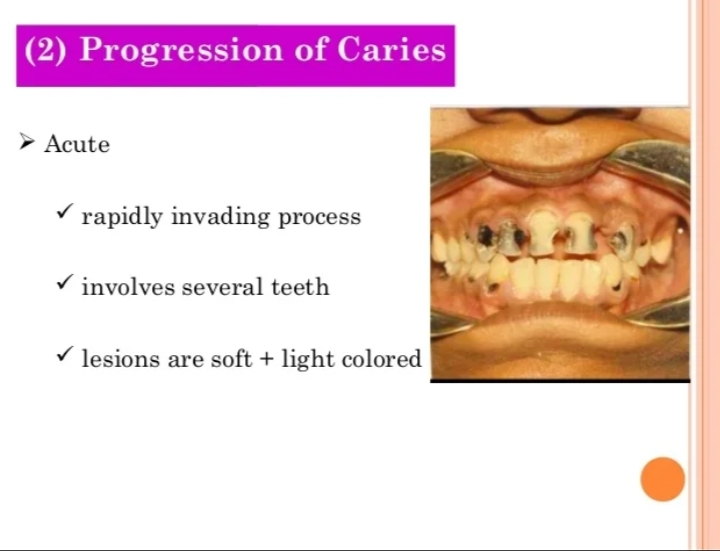 (2) Progression of Caries
➢ Acute
✓ rapidly invading process
✓ involves several teeth
✓ lesions are soft + light colored